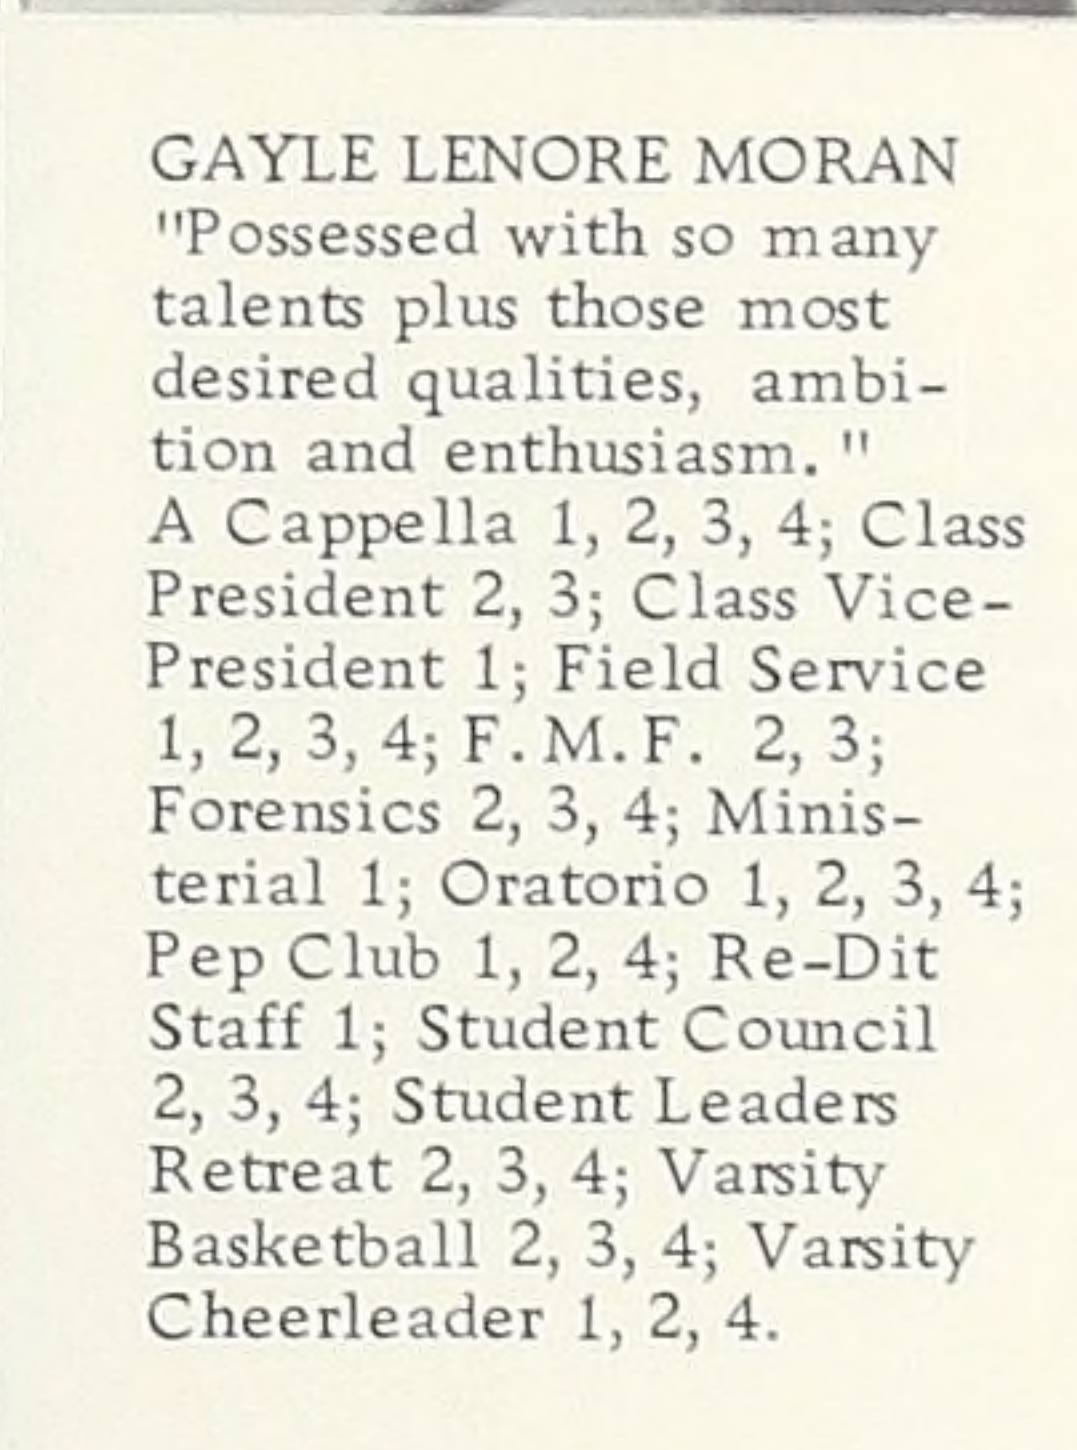 GAYLE LENORE MORAN
"Possessed with so many
talents plus those most
desired qualities, ambi-
tion and enthusiasm."
A Cappella 1, 2, 3, 4; Class
President 2, 3; Class Vice-
President 1; Field Service
1, 2, 3, 4; F.M.F. 2, 3;
Forensics 2, 3, 4; Minis-
terial 1; Oratorio 1, 2, 3, 4;
Pep Club 1, 2, 4; Re-Dit
Staff 1; Student Council
2, 3, 4; Student Leaders
Retreat 2, 3, 4; Varsity
Basketball 2, 3, 4; Varsity
Cheerleader 1, 2, 4.